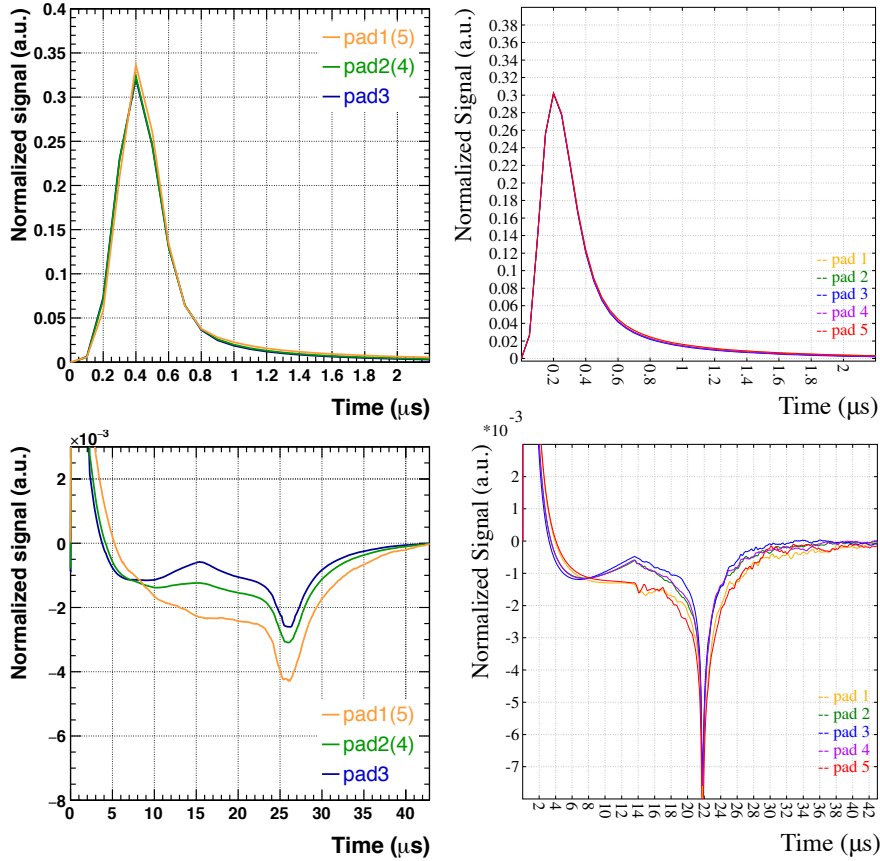 Normalized signal (a.u.)
0.4
0.35
0.3
0.25
0.2
0.15
0.1
0.05
0
pad1(5)
pad2(4)
pad3
0 0.2 0.4 0.6 0.8 1 1.2 1.4 1.6 1.8 2
Time (μs)
Normalized Signal (a.u.)
0.38
0.36
0.34
0.32
0.3
0.28
0.26
0.24
0.22
0.2
0.18
0.16
0.14
0.12
0.1
0.08
0.06
0.04
0.02
0
pad 1
pad 2
pad 3
pad 4
pad 5
0.2 0.4 0.6 0.8 1 1.2 1.4 1.6 1.8 2
Time (μs)
×10⁻³
Normalized signal (a.u.)
2
0
−2
−4
−6
−8
pad1(5)
pad2(4)
pad3
0 5 10 15 20 25 30 35 40
Time (μs)
*10⁻³
Normalized Signal (a.u.)
2
1
0
-1
-2
-3
-4
-5
-6
-7
pad 1
pad 2
pad 3
pad 4
pad 5
2 4 6 8 10 12 14 16 18 20 22 24 26 28 30 32 34 36 38 40 42
Time (μs)